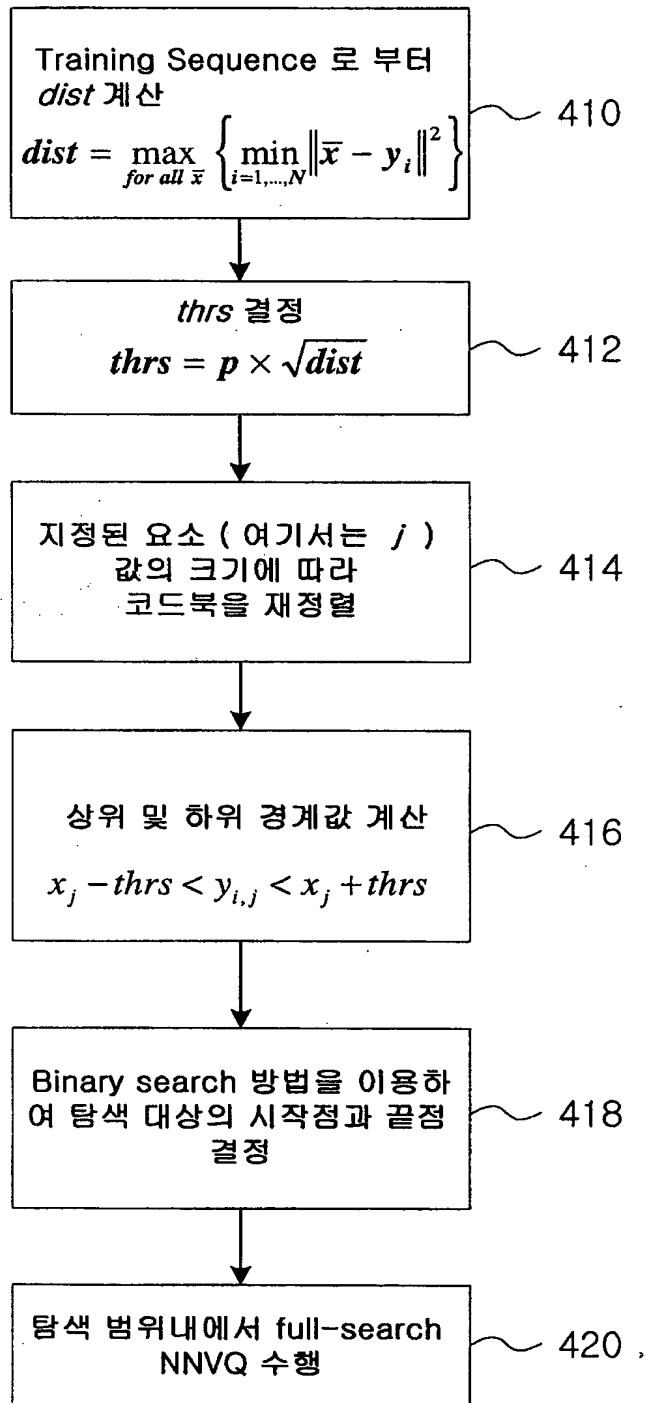 Training Sequence 로 부터
dist 계산
dist = max for all x̄ { min i=1,...,N ‖x̄ − y_i‖² }
410
thrs 결정
thrs = p × √dist
412
지정된 요소 ( 여기서는 j )
값의 크기에 따라
코드북을 재정렬
414
상위 및 하위 경계값 계산
x_j − thrs < y_{i,j} < x_j + thrs
416
Binary search 방법을 이용하
여 탐색 대상의 시작점과 끝점
결정
418
탐색 범위내에서 full-search
NNVQ 수행
420